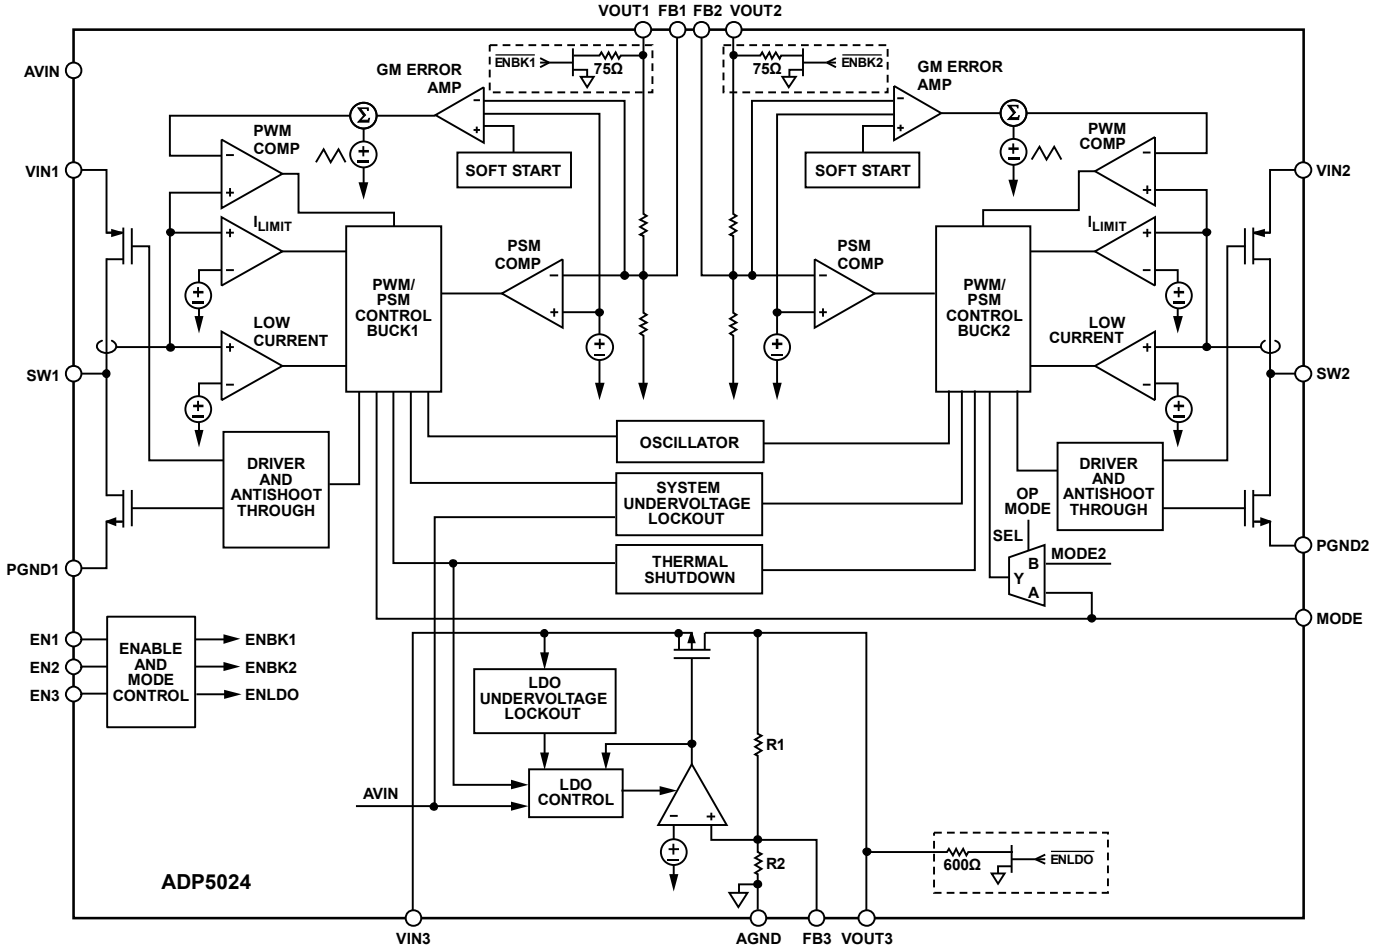 VOUT1 FB1 FB2 VOUT2
AVIN
ENBK1
75Ω
75Ω
ENBK2
GM ERROR
AMP
GM ERROR
AMP
Σ
Σ
PWM
COMP
PWM
COMP
SOFT START
SOFT START
VIN1
VIN2
ILIMIT
ILIMIT
PSM
COMP
PSM
COMP
PWM/
PSM
CONTROL
BUCK1
PWM/
PSM
CONTROL
BUCK2
LOW
CURRENT
LOW
CURRENT
SW1
SW2
OSCILLATOR
DRIVER
AND
ANTISHOOT
THROUGH
SYSTEM
UNDERVOLTAGE
LOCKOUT
DRIVER
AND
ANTISHOOT
THROUGH
OP
MODE
SEL
MODE2
B
Y
A
THERMAL
SHUTDOWN
PGND1
PGND2
MODE
EN1
EN2
EN3
ENABLE
AND
MODE
CONTROL
ENBK1
ENBK2
ENLDO
LDO
UNDERVOLTAGE
LOCKOUT
R1
AVIN
LDO
CONTROL
R2
600Ω
ENLDO
ADP5024
VIN3
AGND
FB3
VOUT3